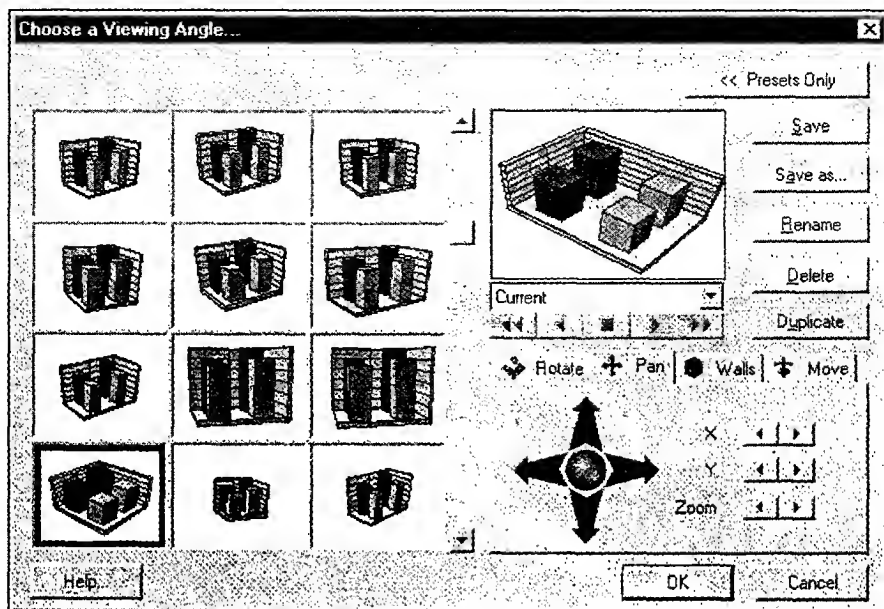 Choose a Viewing Angle...
<< Presets Only
Save
Save as...
Rename
Delete
Current
Duplicate
Rotate Pan Walls Move
X
Y
Zoom
Help...
OK
Cancel